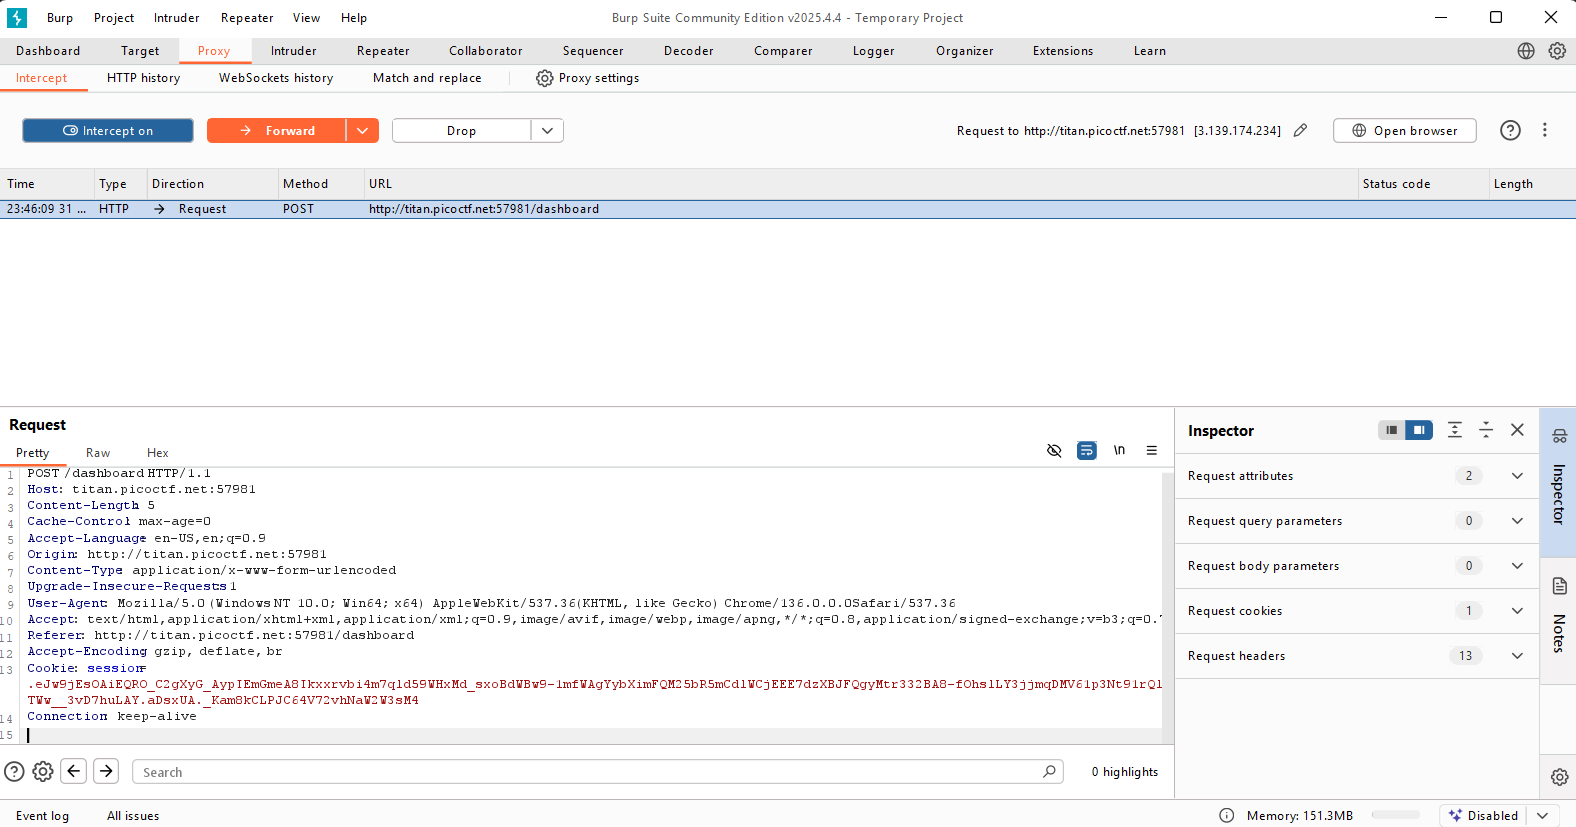 Burp Project Intruder Repeater View Help Burp Suite Community Edition v2025.4.4 - Temporary Project
Dashboard Target Proxy Intruder Repeater Collaborator Sequencer Decoder Comparer Logger Organizer Extensions Learn
Intercept HTTP history WebSockets history Match and replace Proxy settings
Intercept on Forward Drop Request to http://titan.picoctf.net:57981 [3.139.174.234] Open browser
Time Type Direction Method URL Status code Length
23:46:09 31 ... HTTP Request POST http://titan.picoctf.net:57981/dashboard
Request
Pretty Raw Hex \n
1 POST /dashboard HTTP/1.1
2 Host: titan.picoctf.net:57981
3 Content-Length: 5
4 Cache-Control: max-age=0
5 Accept-Language: en-US,en;q=0.9
6 Origin: http://titan.picoctf.net:57981
7 Content-Type: application/x-www-form-urlencoded
8 Upgrade-Insecure-Requests: 1
9 User-Agent: Mozilla/5.0 (Windows NT 10.0; Win64; x64) AppleWebKit/537.36 (KHTML, like Gecko) Chrome/136.0.0.0 Safari/537.36
10 Accept: text/html,application/xhtml+xml,application/xml;q=0.9,image/avif,image/webp,image/apng,*/*;q=0.8,application/signed-exchange;v=b3;q=0.7
11 Referer: http://titan.picoctf.net:57981/dashboard
12 Accept-Encoding: gzip, deflate, br
13 Cookie: session=
.eJw9jEsOAiEQRO_C2gXyG_AypIEmGmeA8Ikxxrvbi4m7qld59WHxMd_sxoBdWBw9-1mfWAgYybXimFQM25bR5mCdlWCjEEE7dzXBJFQgyMtr332BA8-fOhslLY3jjmqDMV61p3Nt91rQl
TWw__3vD7huLAY.aDsxUA._Kam8kCLPJC64V72vhNaW2W3sM4
14 Connection: keep-alive
15
Search 0 highlights
Inspector
Request attributes 2
Request query parameters 0
Request body parameters 0
Request cookies 1
Request headers 13
Inspector
Notes
Event log All issues Memory: 151.3MB Disabled